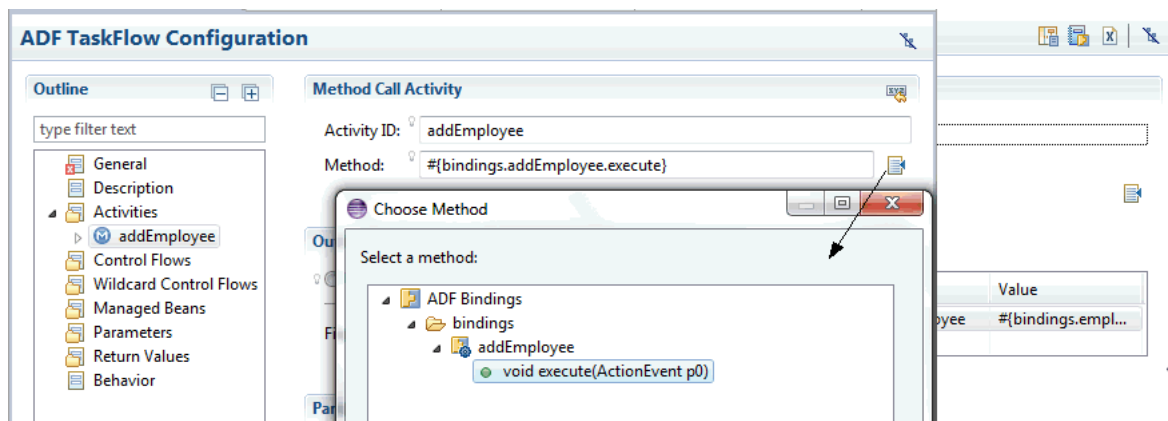 ADF TaskFlow Configuration
Outline
type filter text
General
Description
Activities
addEmployee
Control Flows
Wildcard Control Flows
Managed Beans
Parameters
Return Values
Behavior
Method Call Activity
Activity ID: addEmployee
Method: #{bindings.addEmployee.execute}
Choose Method
Select a method:
ADF Bindings
bindings
addEmployee
void execute(ActionEvent p0)
Value
#{bindings.empl...